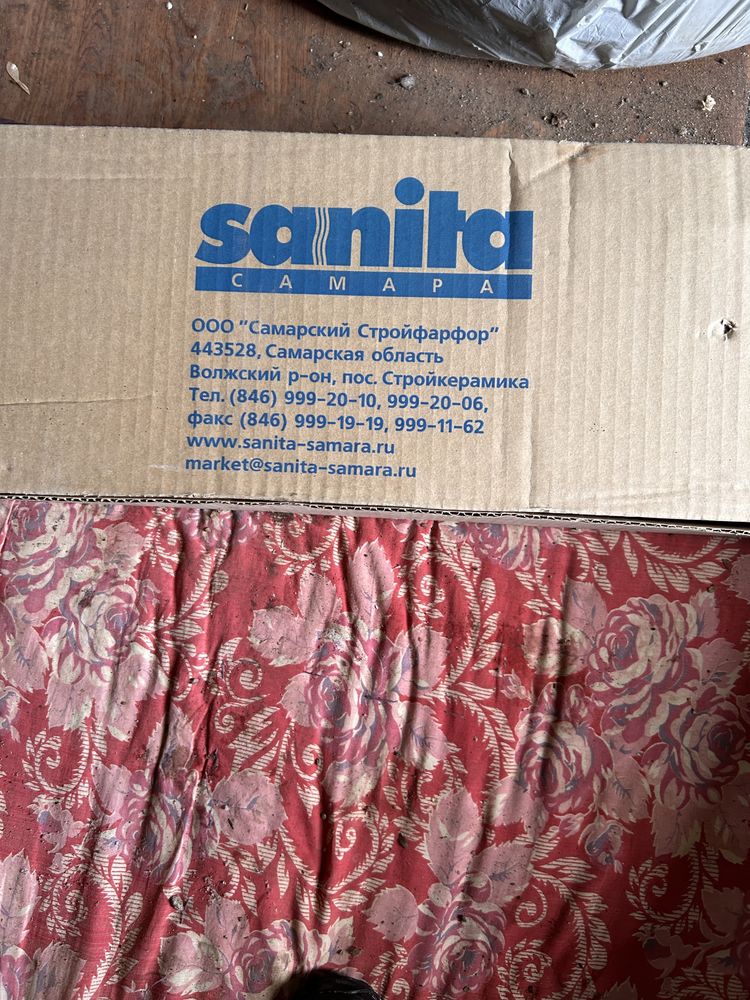 sanita
САМАРА
ООО "Самарский Стройфарфор"
443528, Самарская область
Волжский р-он, пос. Стройкерамика
Тел. (846) 999-20-10, 999-20-06,
факс (846) 999-19-19, 999-11-62
www.sanita-samara.ru
market@sanita-samara.ru